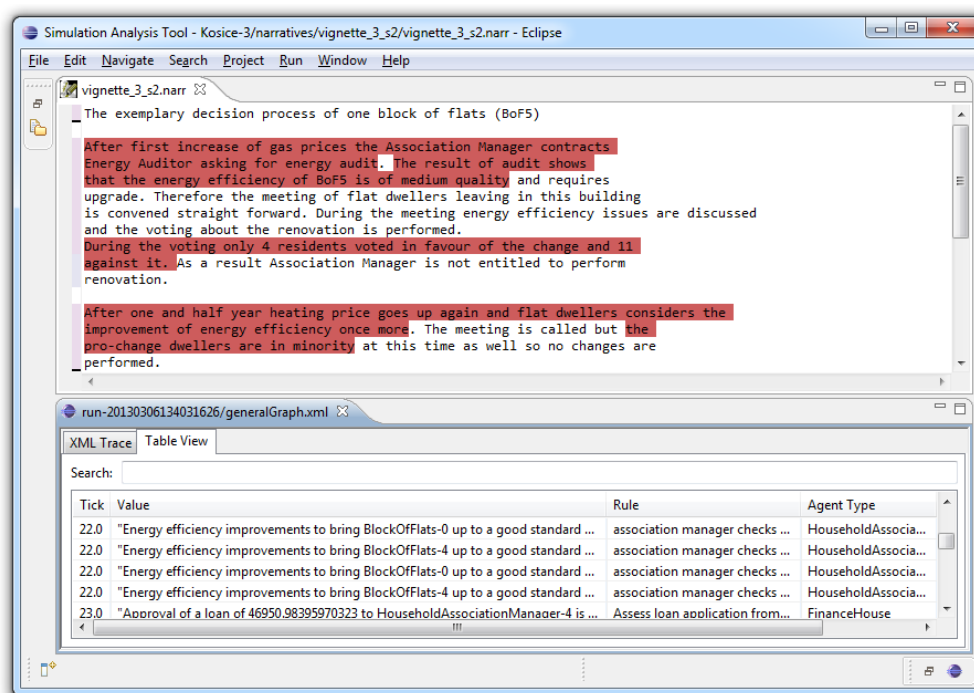 Simulation Analysis Tool - Kosice-3/narratives/vignette_3_s2/vignette_3_s2.narr - Eclipse
File Edit Navigate Search Project Run Window Help
vignette_3_s2.narr
The exemplary decision process of one block of flats (BoF5)
After first increase of gas prices the Association Manager contracts
Energy Auditor asking for energy audit. The result of audit shows
that the energy efficiency of BoF5 is of medium quality and requires
upgrade. Therefore the meeting of flat dwellers leaving in this building
is convened straight forward. During the meeting energy efficiency issues are discussed
and the voting about the renovation is performed.
During the voting only 4 residents voted in favour of the change and 11
against it. As a result Association Manager is not entitled to perform
renovation.
After one and half year heating price goes up again and flat dwellers considers the
improvement of energy efficiency once more. The meeting is called but the
pro-change dwellers are in minority at this time as well so no changes are
performed.
run-20130306134031626/generalGraph.xml
XML Trace Table View
Search:
Tick Value Rule Agent Type
22.0 "Energy efficiency improvements to bring BlockOfFlats-0 up to a good standard ... association manager checks ... HouseholdAssocia...
22.0 "Energy efficiency improvements to bring BlockOfFlats-4 up to a good standard ... association manager checks ... HouseholdAssocia...
22.0 "Energy efficiency improvements to bring BlockOfFlats-0 up to a good standard ... association manager checks ... HouseholdAssocia...
22.0 "Energy efficiency improvements to bring BlockOfFlats-4 up to a good standard ... association manager checks ... HouseholdAssocia...
23.0 "Approval of a loan of 46950.98395970323 to HouseholdAssociationManager-4 is ... Assess loan application from... FinanceHouse